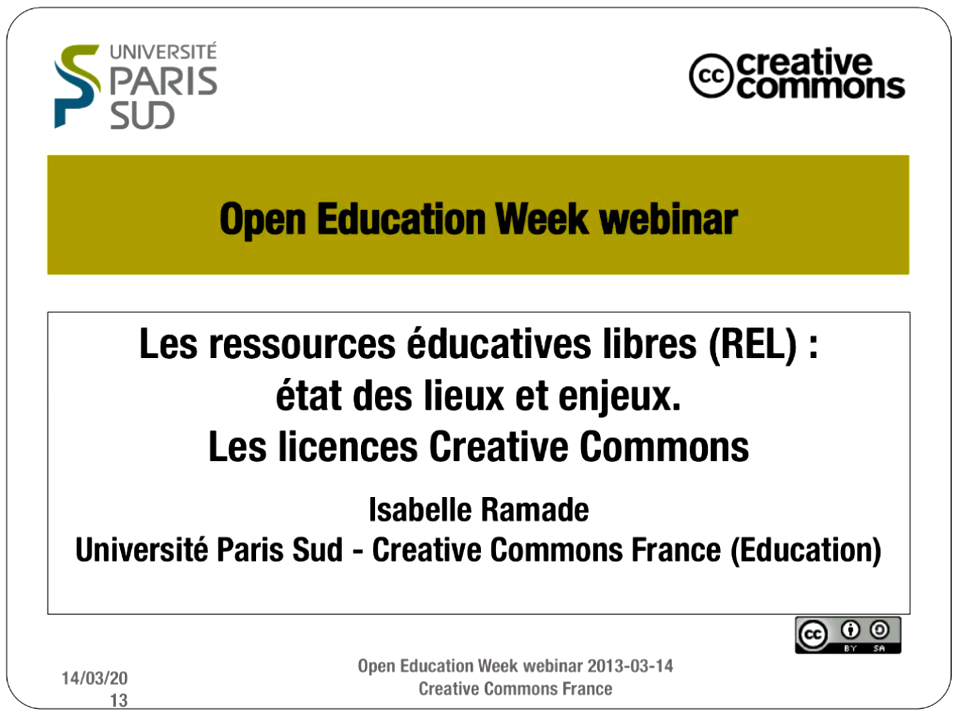 UNIVERSITÉ
PARIS
SUD
cc creative
commons
Open Education Week webinar
Les ressources éducatives libres (REL) :
état des lieux et enjeux.
Les licences Creative Commons
Isabelle Ramade
Université Paris Sud - Creative Commons France (Education)
cc
BY SA
14/03/20
13
Open Education Week webinar 2013-03-14
Creative Commons France